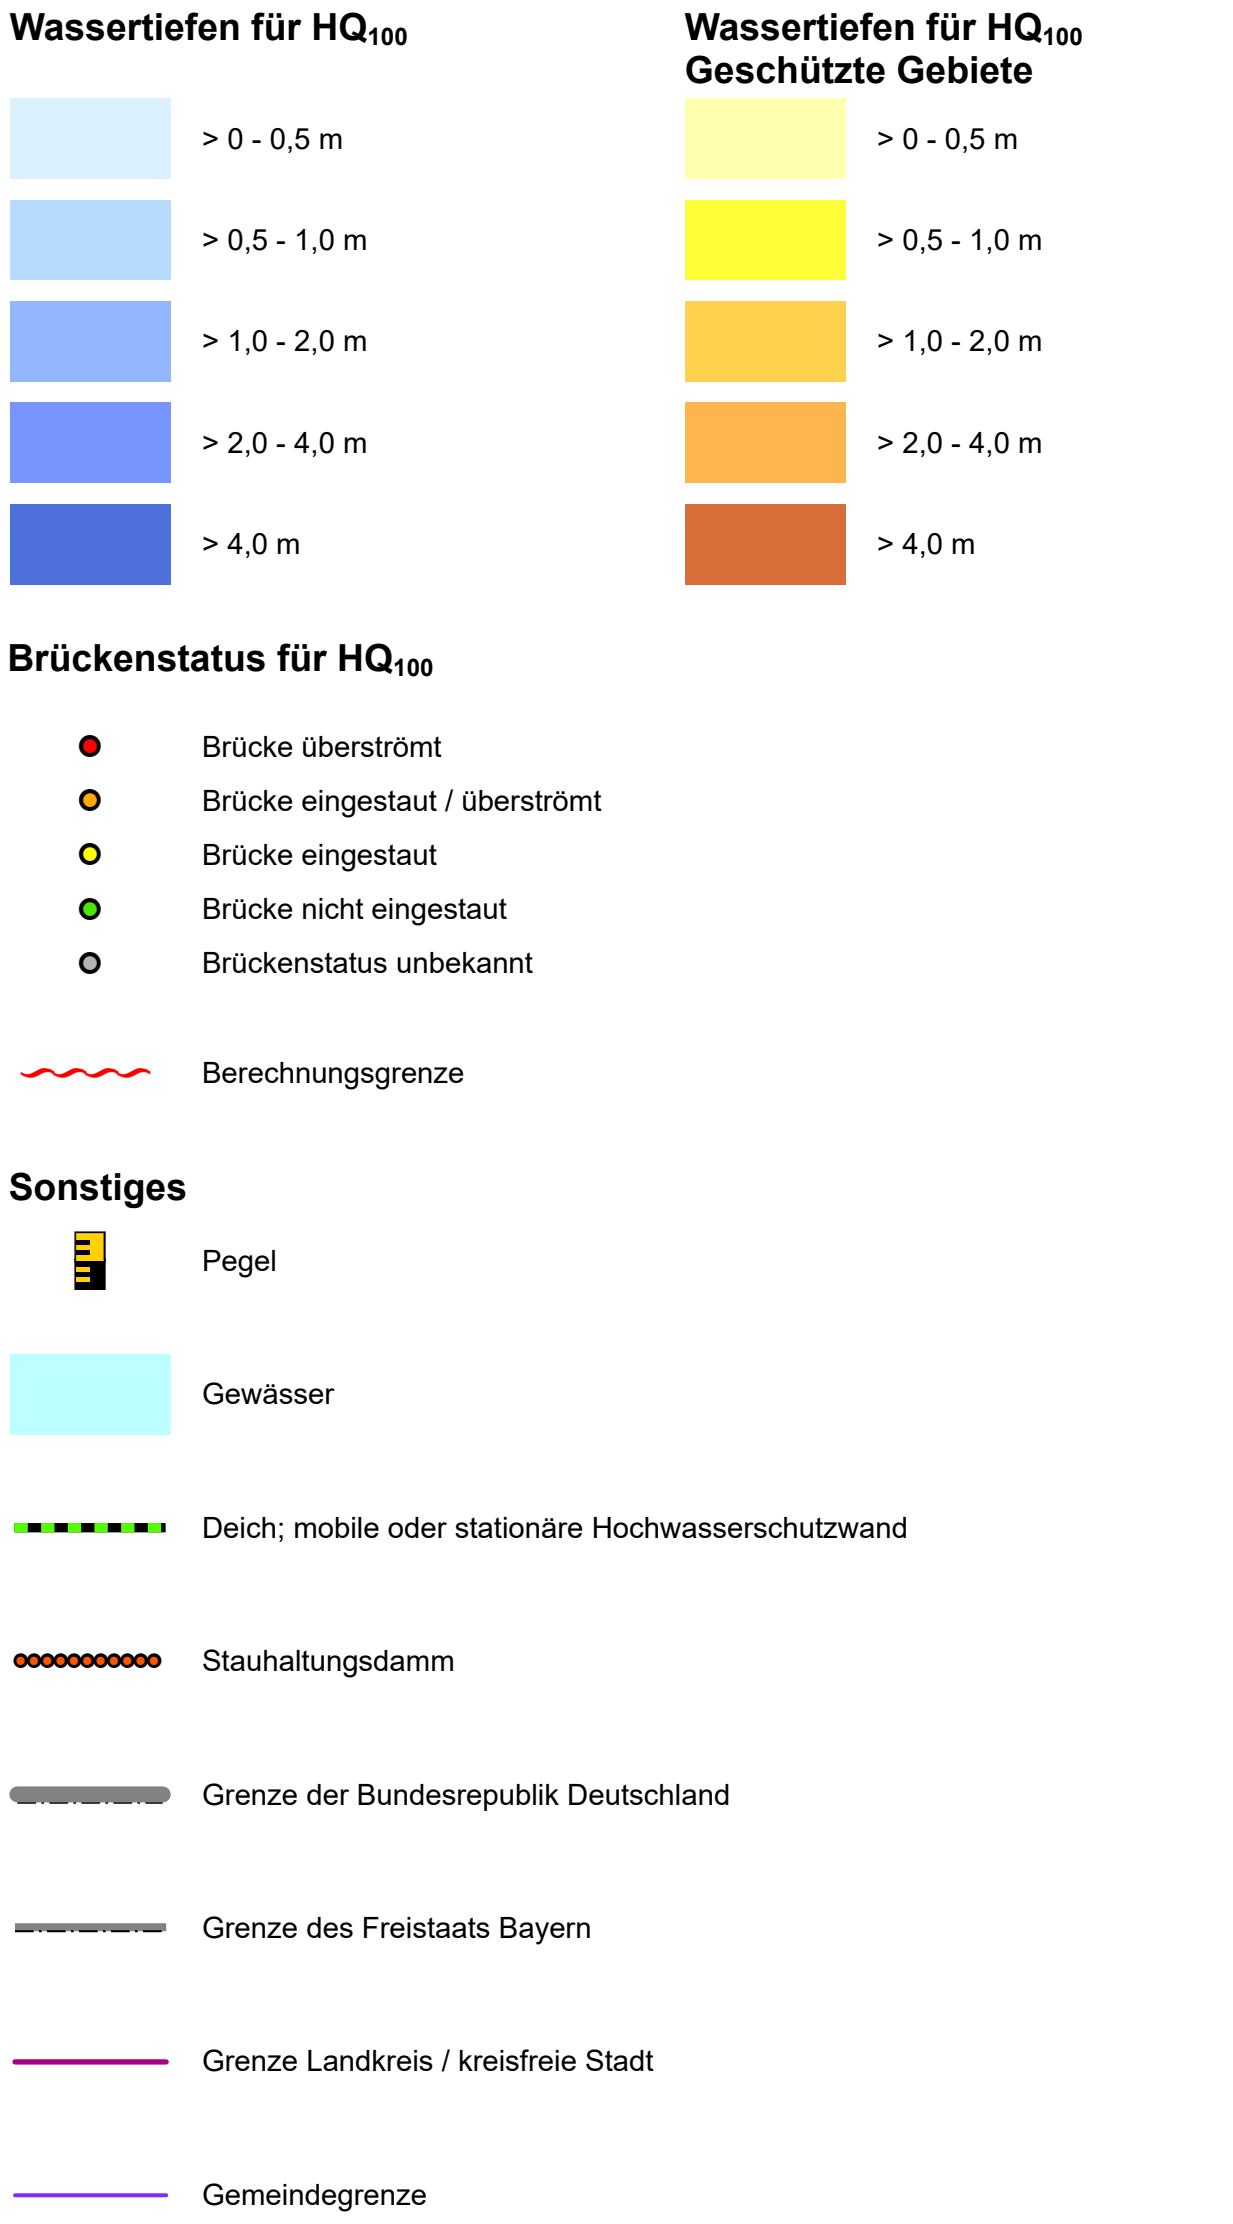 Wassertiefen für HQ100
> 0 - 0,5 m
> 0,5 - 1,0 m
> 1,0 - 2,0 m
> 2,0 - 4,0 m
> 4,0 m
Wassertiefen für HQ100
Geschützte Gebiete
> 0 - 0,5 m
> 0,5 - 1,0 m
> 1,0 - 2,0 m
> 2,0 - 4,0 m
> 4,0 m
Brückenstatus für HQ100
Brücke überströmt
Brücke eingestaut / überströmt
Brücke eingestaut
Brücke nicht eingestaut
Brückenstatus unbekannt
Berechnungsgrenze
Sonstiges
Pegel
Gewässer
Deich; mobile oder stationäre Hochwasserschutzwand
Stauhaltungsdamm
Grenze der Bundesrepublik Deutschland
Grenze des Freistaats Bayern
Grenze Landkreis / kreisfreie Stadt
Gemeindegrenze